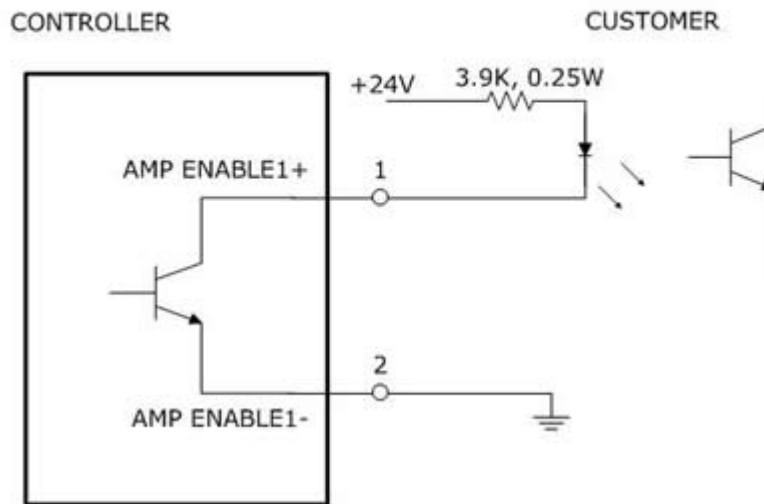 CONTROLLER
CUSTOMER
+24V
3.9K, 0.25W
AMP ENABLE1+
1
2
AMP ENABLE1-